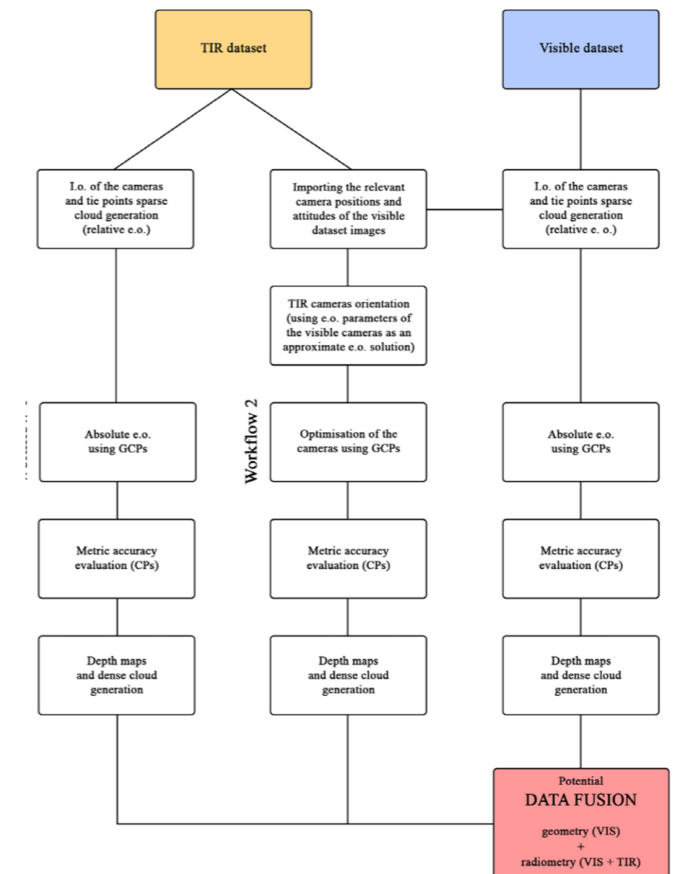 TIR dataset
Visible dataset
I.o. of the cameras
and tie points sparse
cloud generation
(relative e.o.)
Importing the relevant
camera positions and
attitudes of the visible
dataset images
I.o. of the cameras
and tie points sparse
cloud generation
(relative e. o.)
TIR cameras orientation
(using e.o. parameters of
the visible cameras as an
approximate e.o. solution)
Workflow 2
Absolute e.o.
using GCPs
Optimisation of the
cameras using GCPs
Absolute e.o.
using GCPs
Metric accuracy
evaluation (CPs)
Metric accuracy
evaluation (CPs)
Metric accuracy
evaluation (CPs)
Depth maps
and dense cloud
generation
Depth maps
and dense cloud
generation
Depth maps
and dense cloud
generation
Potential
DATA FUSION
geometry (VIS)
+
radiometry (VIS + TIR)